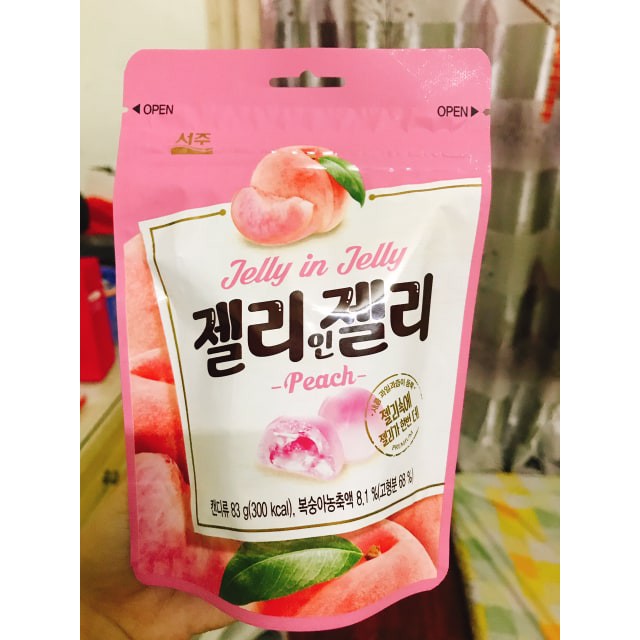 OPEN
OPEN
서주
Jelly in Jelly
젤리인젤리
-Peach-
젤리속에
젤리가 한번 더!
캔디류 83 g(300 kcal), 복숭아농축액 8.1 %(고형분 68 %)